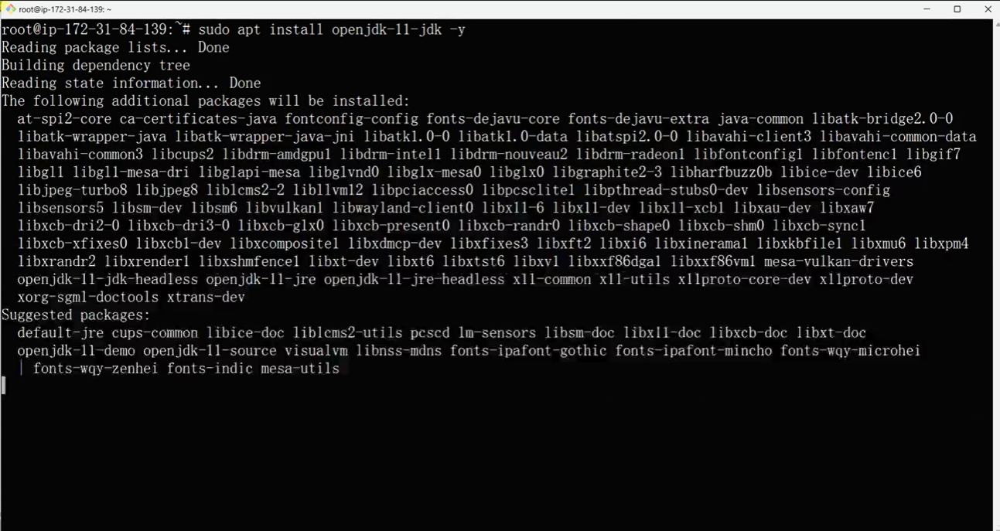 root@ip-172-31-84-139: ~
root@ip-172-31-84-139:~# sudo apt install openjdk-11-jdk -y
Reading package lists... Done
Building dependency tree
Reading state information... Done
The following additional packages will be installed:
  at-spi2-core ca-certificates-java fontconfig-config fonts-dejavu-core fonts-dejavu-extra java-common libatk-bridge2.0-0
  libatk-wrapper-java libatk-wrapper-java-jni libatk1.0-0 libatk1.0-data libatspi2.0-0 libavahi-client3 libavahi-common-data
  libavahi-common3 libcups2 libdrm-amdgpu1 libdrm-intel1 libdrm-nouveau2 libdrm-radeon1 libfontconfig1 libfontenc1 libgif7
  libgl1 libgl1-mesa-dri libglapi-mesa libglvnd0 libglx-mesa0 libglx0 libgraphite2-3 libharfbuzz0b libice-dev libice6
  libjpeg-turbo8 libjpeg8 liblcms2-2 libllvm12 libpciaccess0 libpcsclite1 libpthread-stubs0-dev libsensors-config
  libsensors5 libsm-dev libsm6 libvulkan1 libwayland-client0 libx11-6 libx11-dev libx11-xcb1 libxau-dev libxaw7
  libxcb-dri2-0 libxcb-dri3-0 libxcb-glx0 libxcb-present0 libxcb-randr0 libxcb-shape0 libxcb-shm0 libxcb-sync1
  libxcb-xfixes0 libxcb1-dev libxcomposite1 libxdmcp-dev libxfixes3 libxft2 libxi6 libxinerama1 libxkbfile1 libxmu6 libxpm4
  libxrandr2 libxrender1 libxshmfence1 libxt-dev libxt6 libxtst6 libxv1 libxxf86dga1 libxxf86vm1 mesa-vulkan-drivers
  openjdk-11-jdk-headless openjdk-11-jre openjdk-11-jre-headless x11-common x11-utils x11proto-core-dev x11proto-dev
  xorg-sgml-doctools xtrans-dev
Suggested packages:
  default-jre cups-common libice-doc liblcms2-utils pcscd lm-sensors libsm-doc libx11-doc libxcb-doc libxt-doc
  openjdk-11-demo openjdk-11-source visualvm libnss-mdns fonts-ipafont-gothic fonts-ipafont-mincho fonts-wqy-microhei
  | fonts-wqy-zenhei fonts-indic mesa-utils